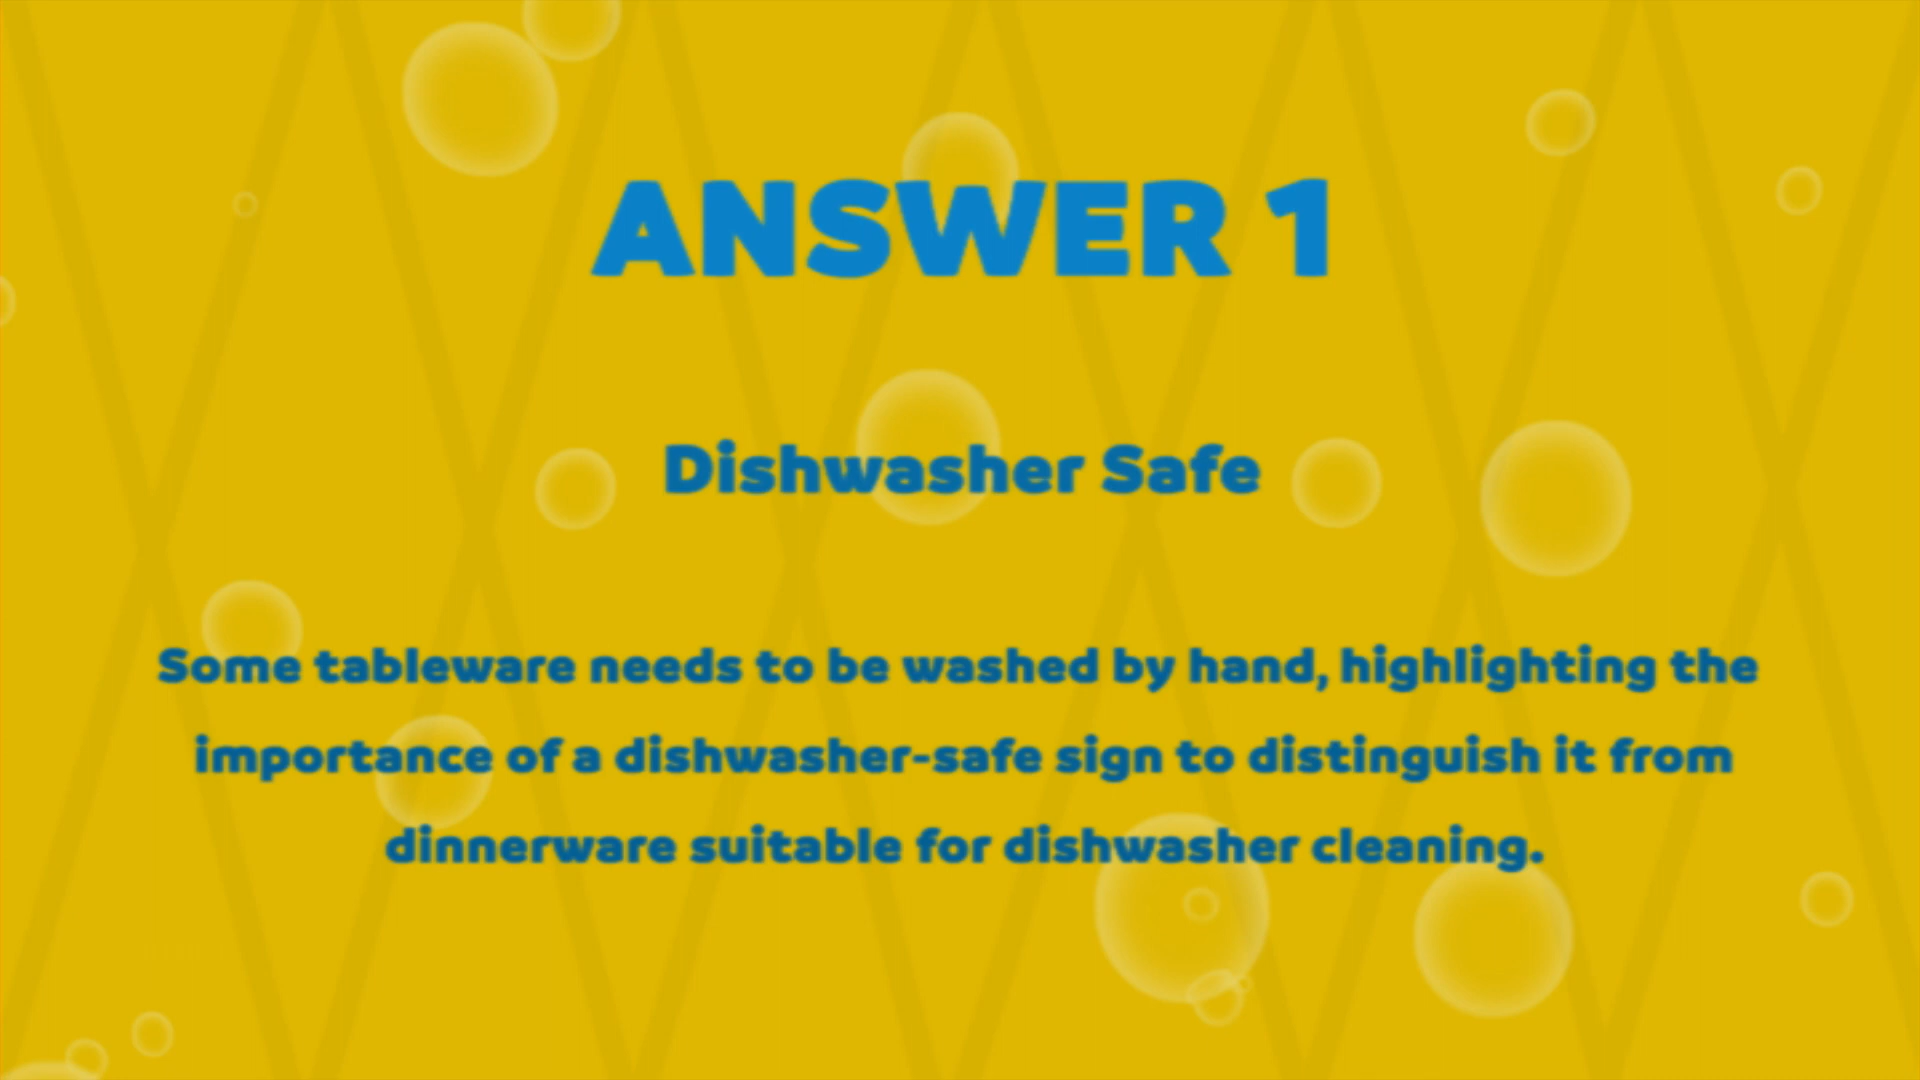 ANSWER 1
Dishwasher Safe
Some tableware needs to be washed by hand, highlighting the
importance of a dishwasher-safe sign to distinguish it from
dinnerware suitable for dishwasher cleaning.